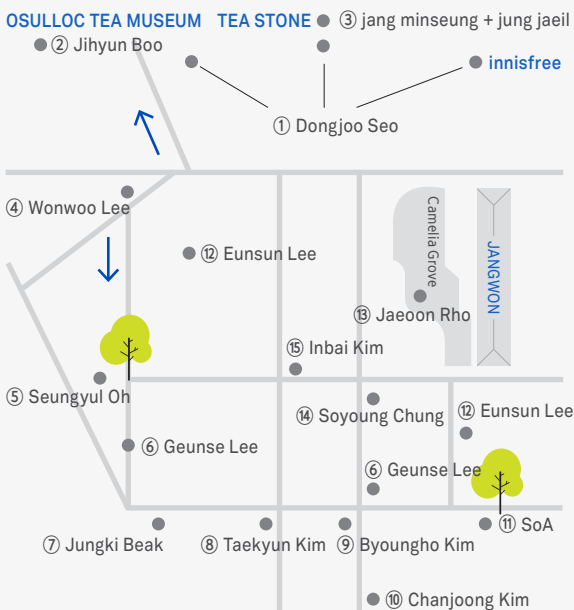 OSULLOC TEA MUSEUM
TEA STONE
③ jang minseung + jung jaeil
② Jihyun Boo
innisfree
① Dongjoo Seo
④ Wonwoo Lee
⑫ Eunsun Lee
Camelia Grove
JANGWON
⑬ Jaeoon Rho
⑮ Inbai Kim
⑤ Seungyul Oh
⑭ Soyoung Chung
⑫ Eunsun Lee
⑥ Geunse Lee
⑥ Geunse Lee
⑪ SoA
⑦ Jungki Beak
⑧ Taekyun Kim
⑨ Byoungho Kim
⑩ Chanjoong Kim